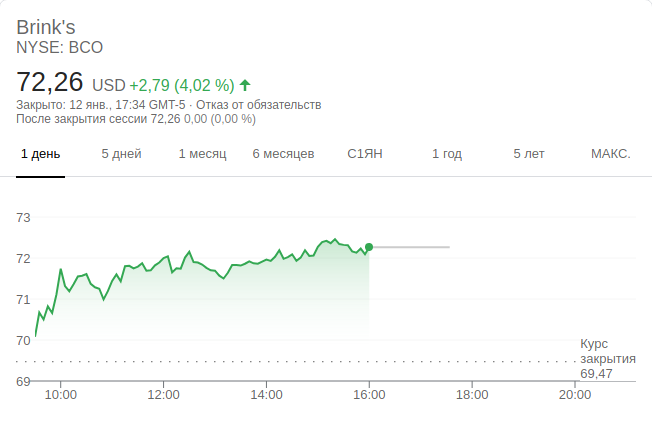 Brink's
NYSE: BCO
72,26 USD +2,79 (4,02 %)
Закрыто: 12 янв., 17:34 GMT-5 · Отказ от обязательств
После закрытия сессии 72,26 0,00 (0,00 %)
1 день 5 дней 1 месяц 6 месяцев С1ЯН 1 год 5 лет МАКС.
73
72
71
70
Курс
закрытия
69,47
69
10:00 12:00 14:00 16:00 18:00 20:00